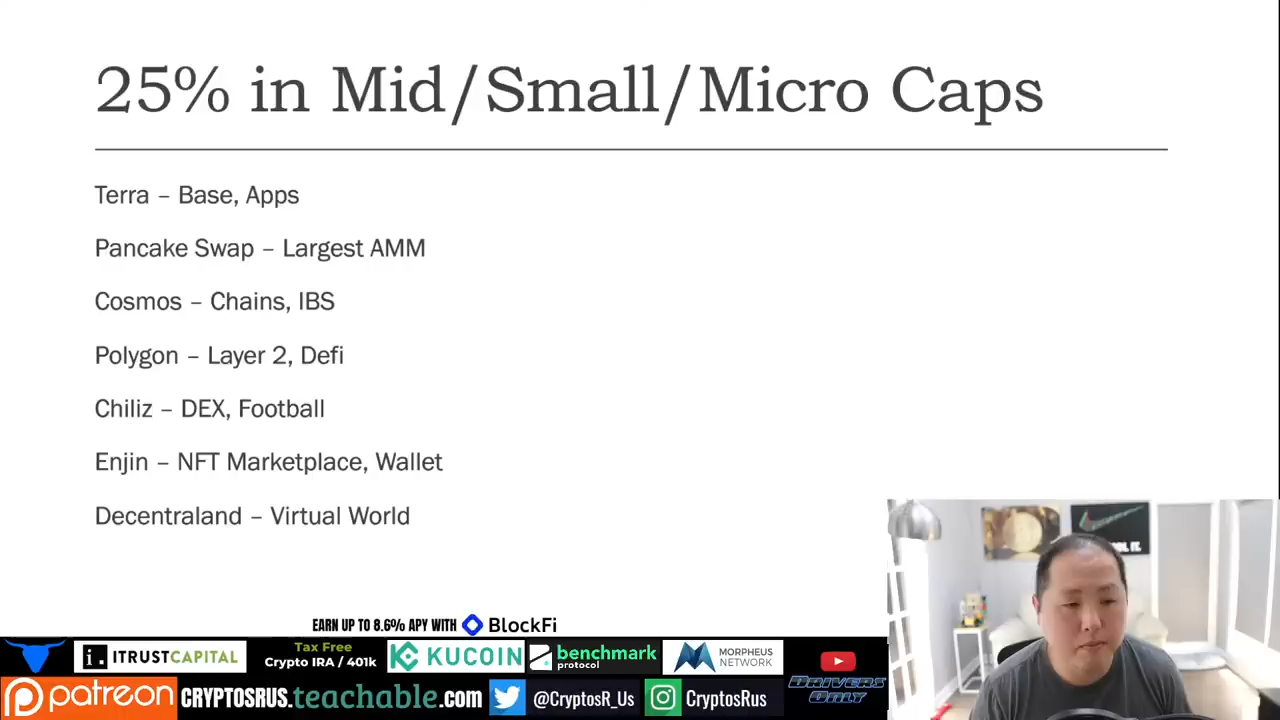 25% in Mid/Small/Micro Caps
Terra – Base, Apps
Pancake Swap – Largest AMM
Cosmos – Chains, IBS
Polygon – Layer 2, Defi
Chiliz – DEX, Football
Enjin – NFT Marketplace, Wallet
Decentraland – Virtual World
EARN UP TO 8.6% APY WITH BlockFi
i. ITRUSTCAPITAL
Tax Free
Crypto IRA / 401k
KUCOIN
benchmark
protocol
MORPHEUS
NETWORK
DRIVERS
ONLY
patreon
CRYPTOSRUS.teachable.com
@CryptosR_Us
CryptosRus